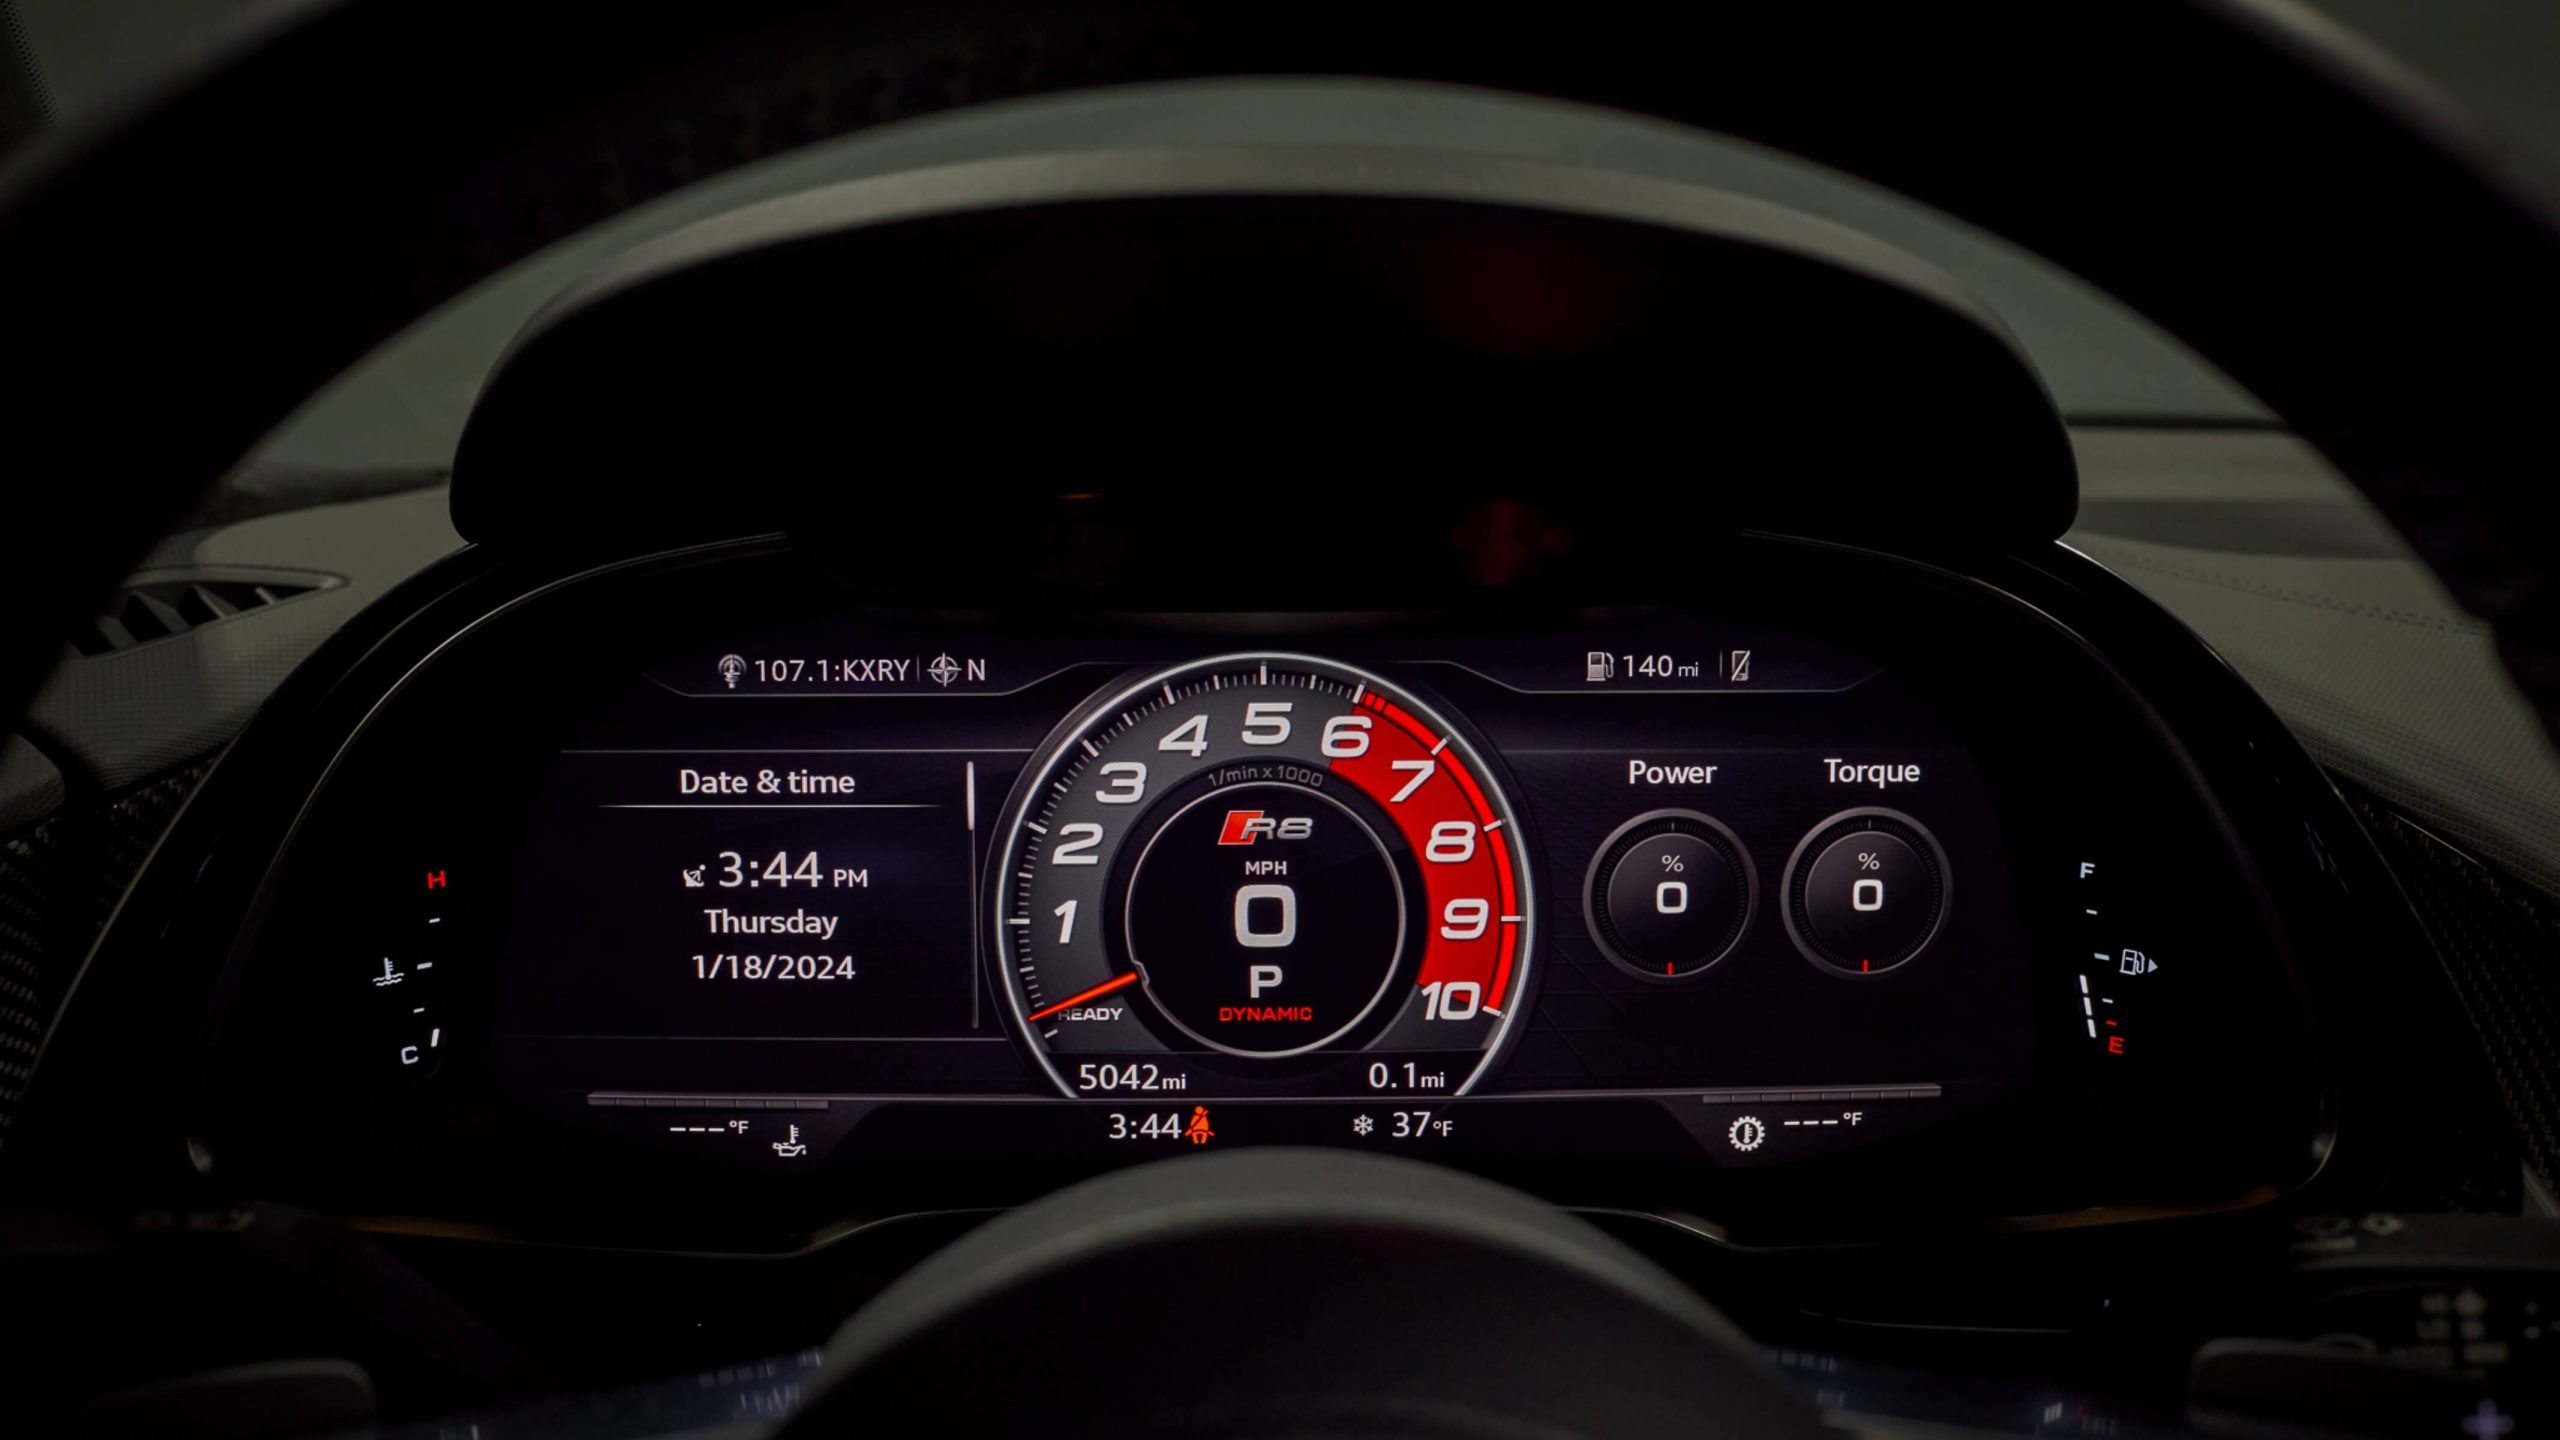 107.1:KXRY N
140 mi
Date & time
3:44 PM
Thursday
1/18/2024
1 2 3 4 5 6 7 8 9 10
1/min x 1000
R8
MPH
0
P
DYNAMIC
READY
5042mi
0.1mi
3:44
37°F
Power
Torque
%
0
%
0
H
C
F
E
---°F
---°F